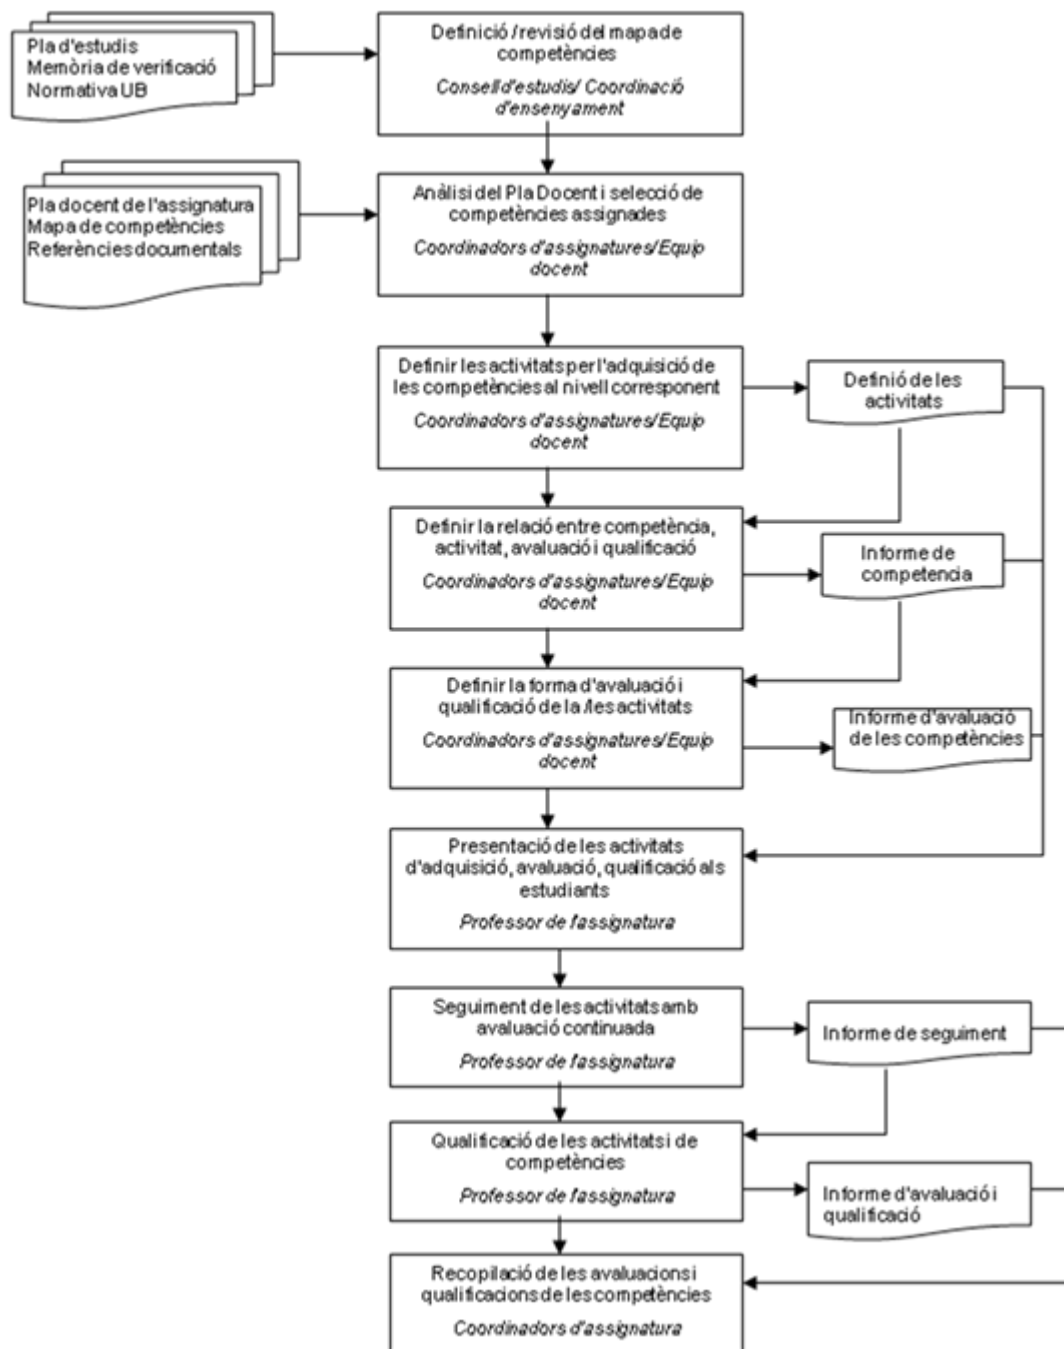 Pla d'estudis
Memòria de verificació
Normativa UB
Definició /revisió del mapa de
competències
Consell d'estudis/ Coordinació
d'ensenyament
Pla docent de l'assignatura
Mapa de competències
Referències documentals
Anàlisi del Pla Docent i selecció de
competències assignades
Coordinadors d'assignatures/Equip
docent
Definir les activitats per l'adquisició de
les competències al nivell corresponent
Coordinadors d'assignatures/Equip
docent
Definió de les
activitats
Definir la relació entre competència,
activitat, avaluació i qualificació
Coordinadors d'assignatures/Equip
docent
Informe de
competencia
Definir la forma d'avaluació i
qualificació de la /les activitats
Coordinadors d'assignatures/Equip
docent
Informe d'avaluació
de les competències
Presentació de les activitats
d'adquisició, avaluació, qualificació als
estudiants
Professor de l'assignatura
Seguiment de les activitats amb
avaluació continuada
Professor de l'assignatura
Informe de seguiment
Qualificació de les activitats i de
competències
Professor de l'assignatura
Informe d'avaluació i
qualificació
Recopilació de les avaluacions i
qualificacions de les competències
Coordinadors d'assignatura